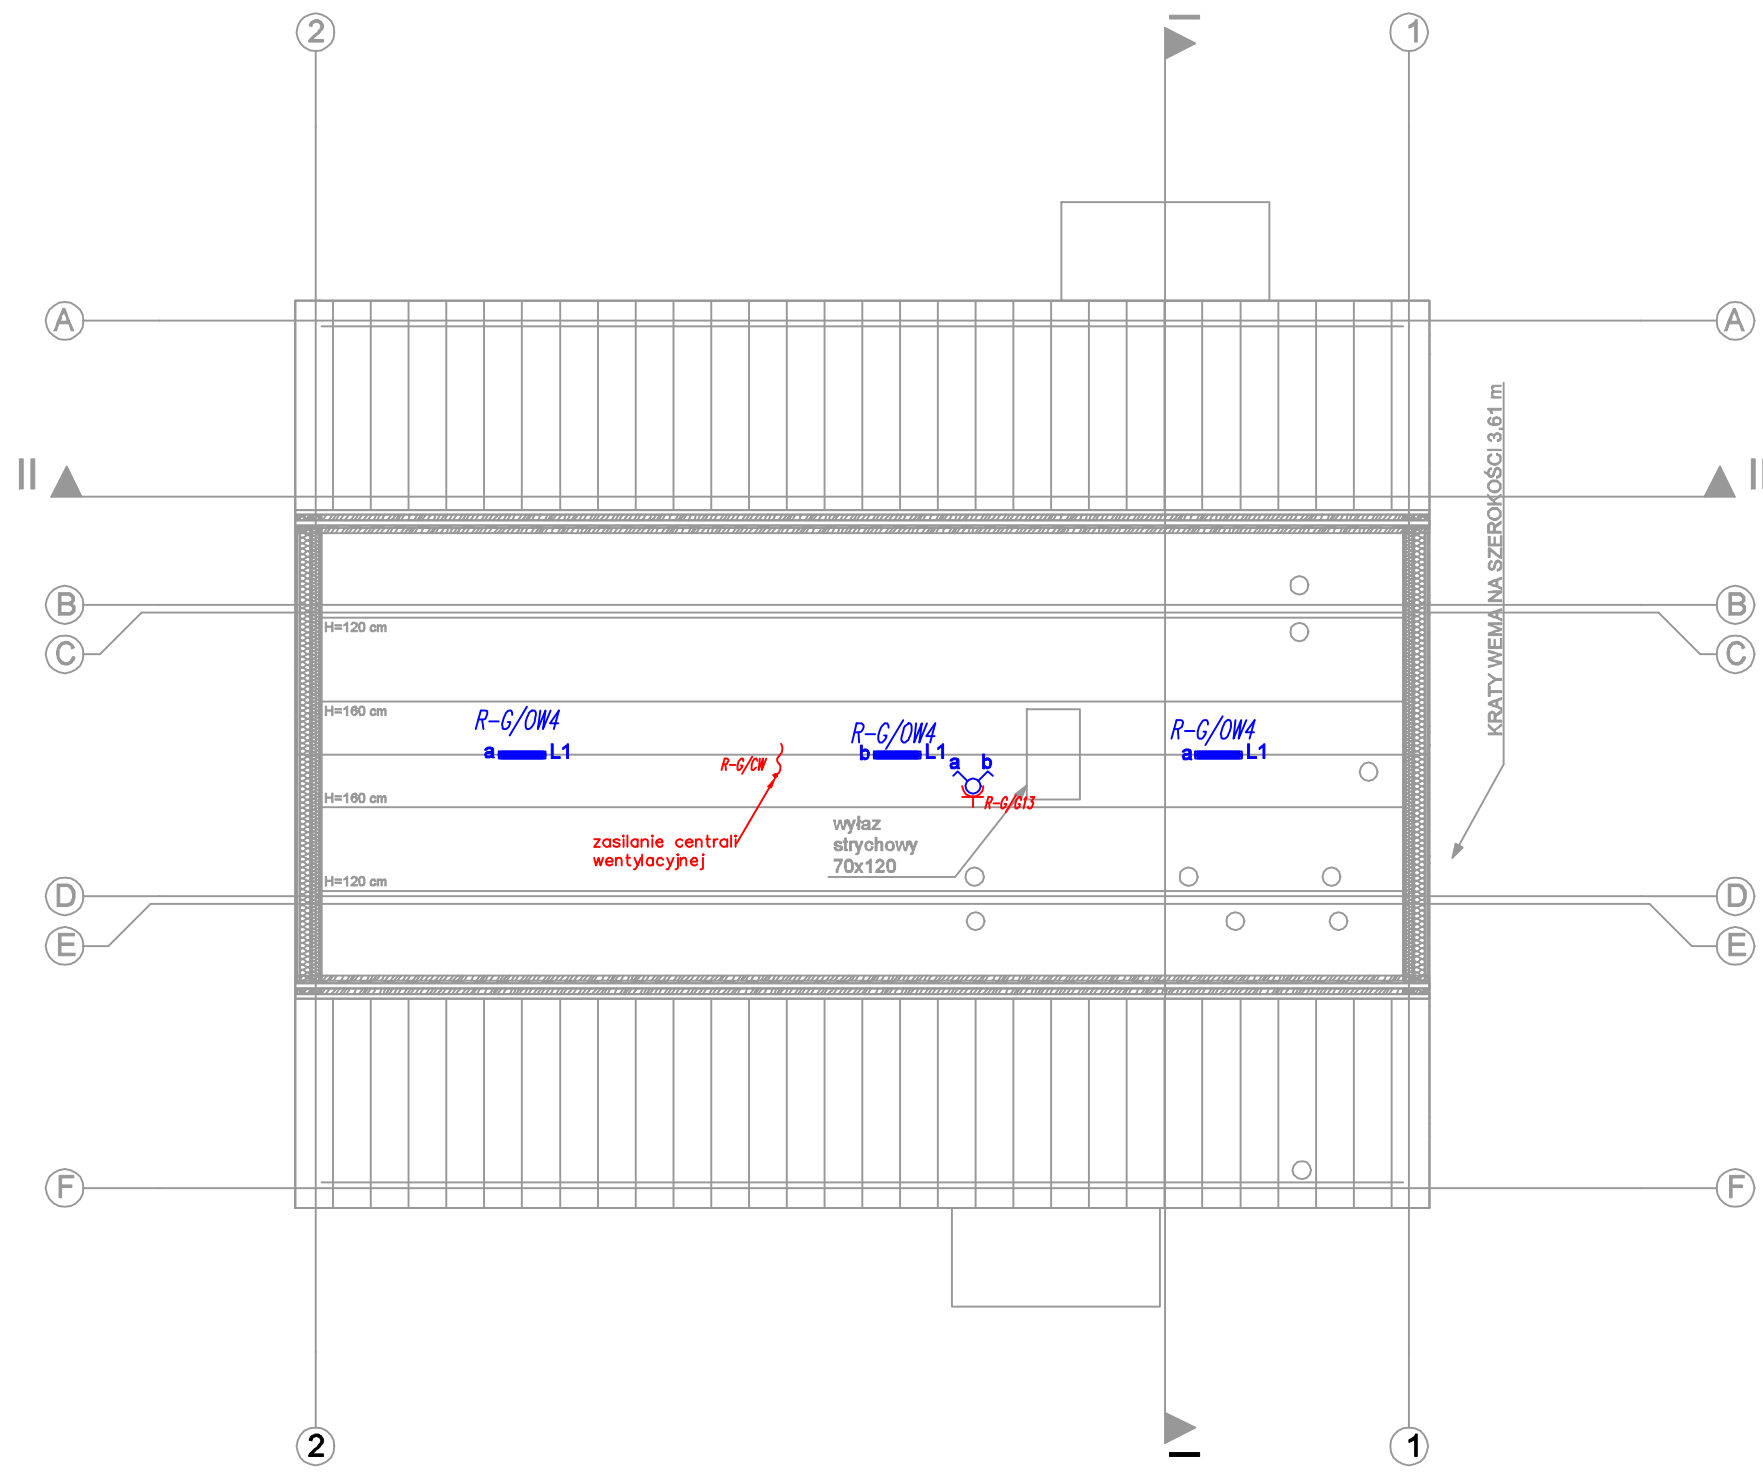 2
I
1
A
A
KRATY WEMA NA SZEROKOŚCI 3,61 m
II
II
B
B
H=120 cm
C
C
H=160 cm
R-G/OW4
R-G/OW4
R-G/OW4
a L1
b L1
a L1
a b
R-G/CW
H=160 cm
R-G/G13
zasilanie centrali
wentylacyjnej
wyłaz
strychowy
70x120
H=120 cm
D
D
E
E
F
F
2
I
1